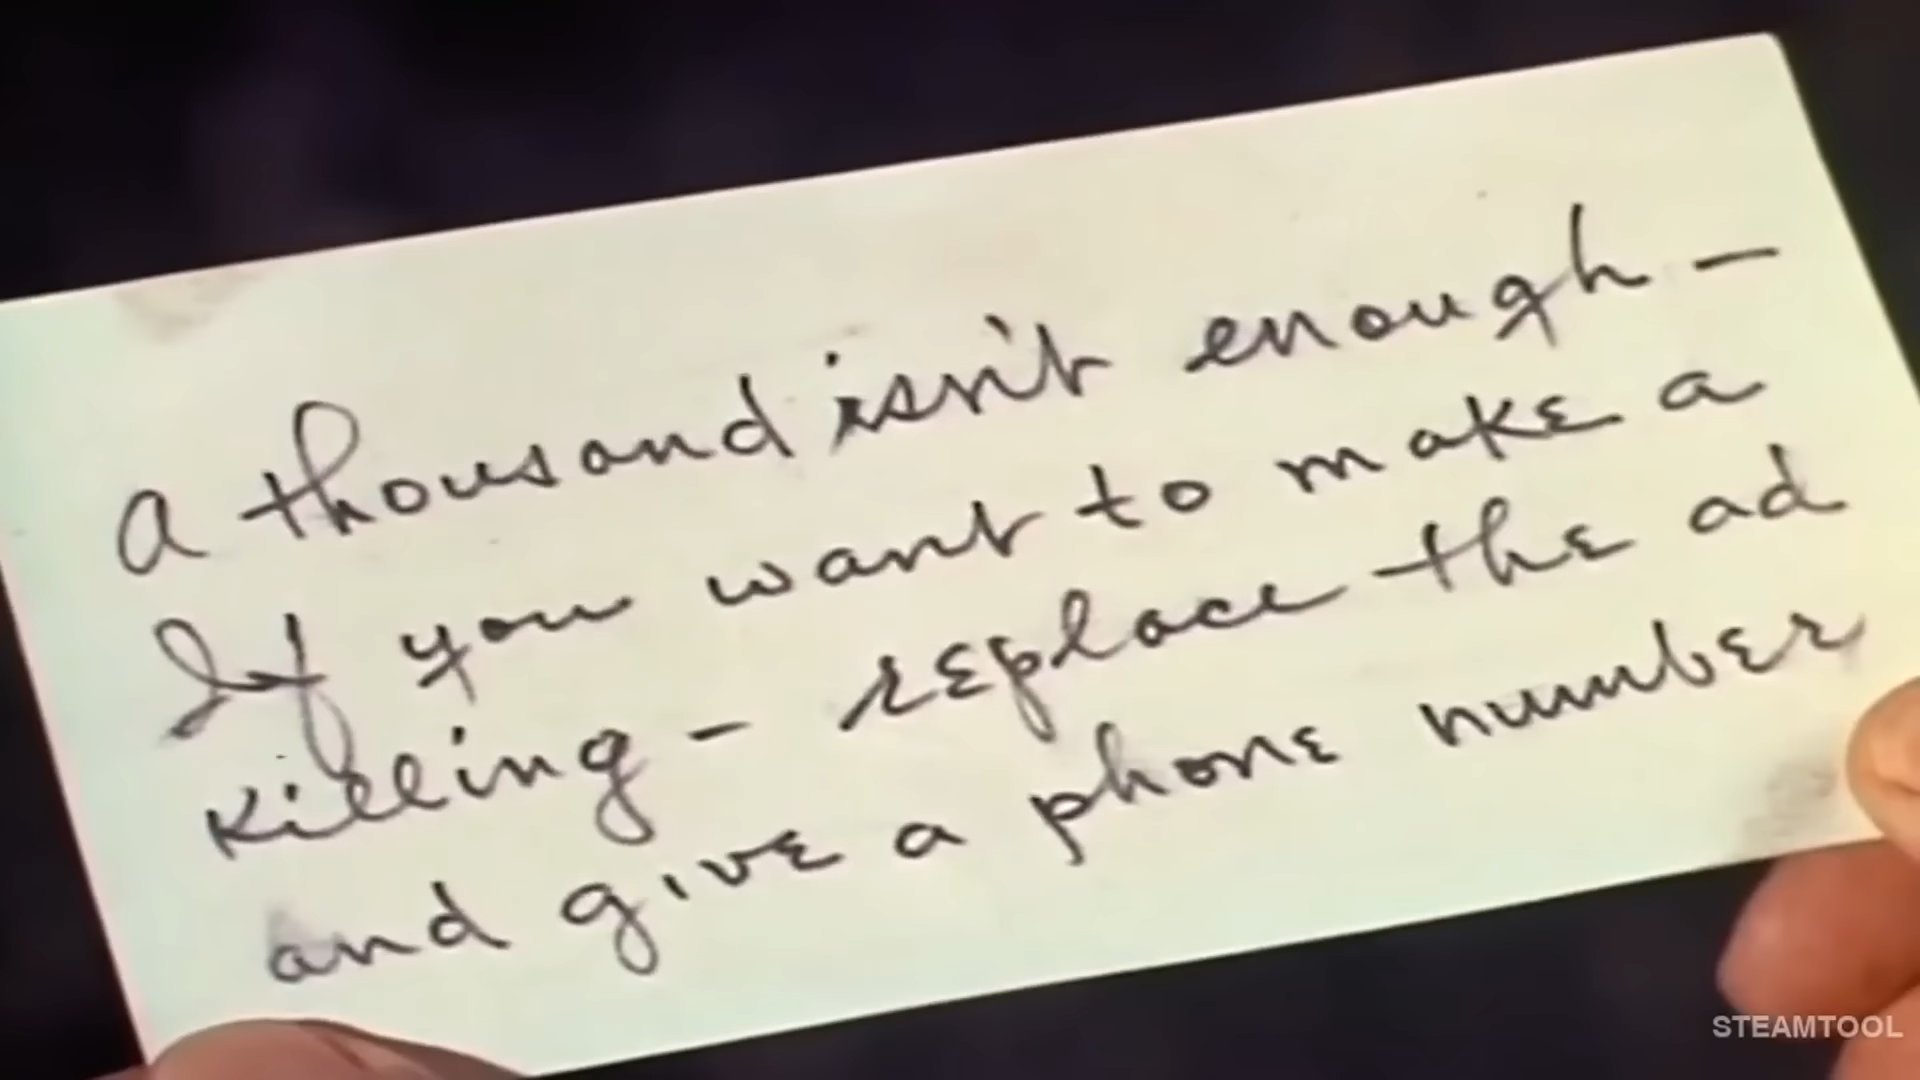 A thousand isn't enough -
If you want to make a
killing - replace the ad
and give a phone number
STEAMTOOL